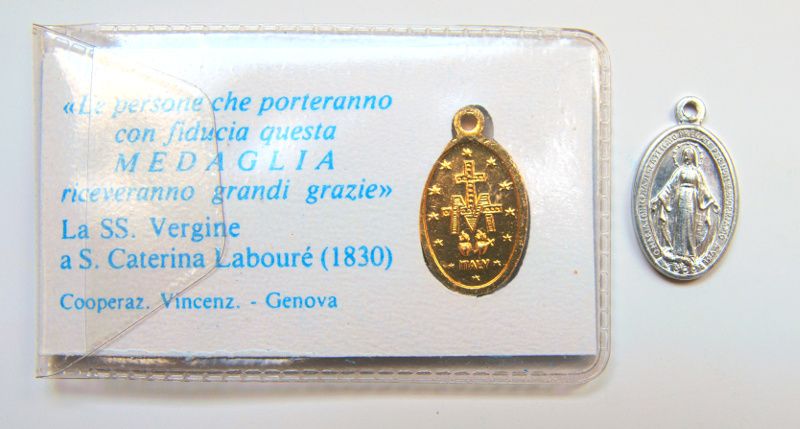 «Le persone che porteranno
con fiducia questa
MEDAGLIA
riceveranno grandi grazie»
La SS. Vergine
a S. Caterina Labouré (1830)
Cooperaz. Vincenz. - Genova
ITALY